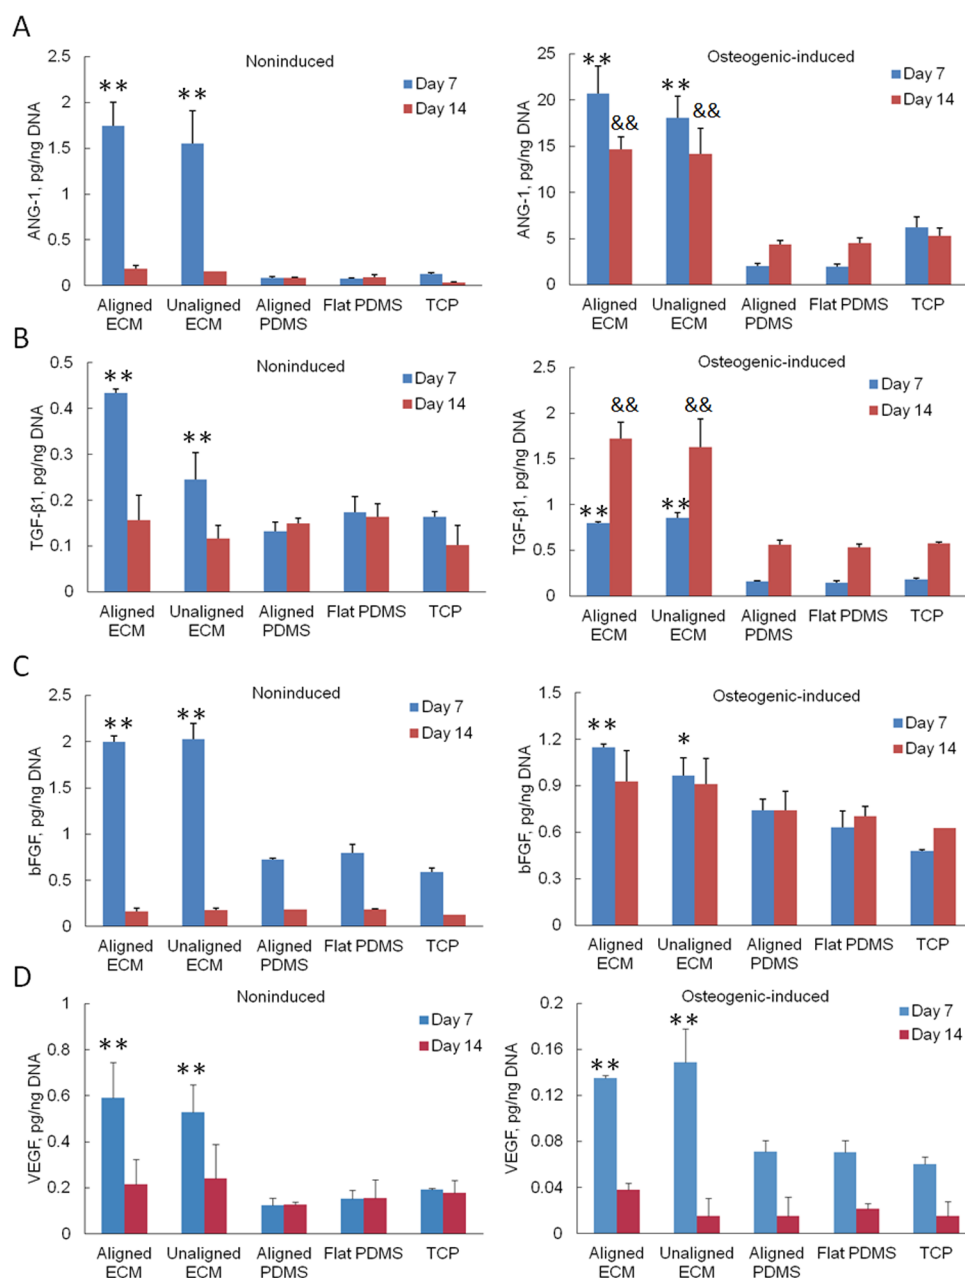 A
Noninduced
Day 7
Day 14
ANG-1, pg/ng DNA
2.5
2
1.5
1
0.5
0
** **
Aligned ECM Unaligned ECM Aligned PDMS Flat PDMS TCP
Osteogenic-induced
Day 7
Day 14
ANG-1, pg/ng DNA
25
20
15
10
5
0
** && ** &&
Aligned ECM Unaligned ECM Aligned PDMS Flat PDMS TCP
B
Noninduced
Day 7
Day 14
TGF-β1, pg/ng DNA
0.5
0.4
0.3
0.2
0.1
0
** **
Aligned ECM Unaligned ECM Aligned PDMS Flat PDMS TCP
Osteogenic-induced
Day 7
Day 14
TGF-β1, pg/ng DNA
2.5
2
1.5
1
0.5
0
** && ** &&
Aligned ECM Unaligned ECM Aligned PDMS Flat PDMS TCP
C
Noninduced
Day 7
Day 14
bFGF, pg/ng DNA
2.5
2
1.5
1
0.5
0
** **
Aligned ECM Unaligned ECM Aligned PDMS Flat PDMS TCP
Osteogenic-induced
Day 7
Day 14
bFGF, pg/ng DNA
1.5
1.2
0.9
0.6
0.3
0
** *
Aligned ECM Unaligned ECM Aligned PDMS Flat PDMS TCP
D
Noninduced
Day 7
Day 14
VEGF, pg/ng DNA
1
0.8
0.6
0.4
0.2
0
** **
Aligned ECM Unaligned ECM Aligned PDMS Flat PDMS TCP
Osteogenic-induced
Day 7
Day 14
VEGF, pg/ng DNA
0.2
0.16
0.12
0.08
0.04
0
** **
Aligned ECM Unaligned ECM Aligned PDMS Flat PDMS TCP